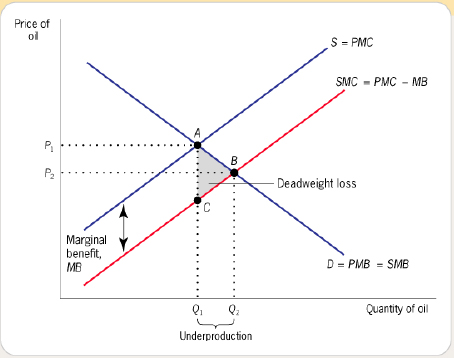 Price of
oil
S = PMC
SMC = PMC – MB
A
P1
B
P2
Deadweight loss
C
Marginal
benefit,
MB
D = PMB = SMB
Q1
Q2
Quantity of oil
Underproduction